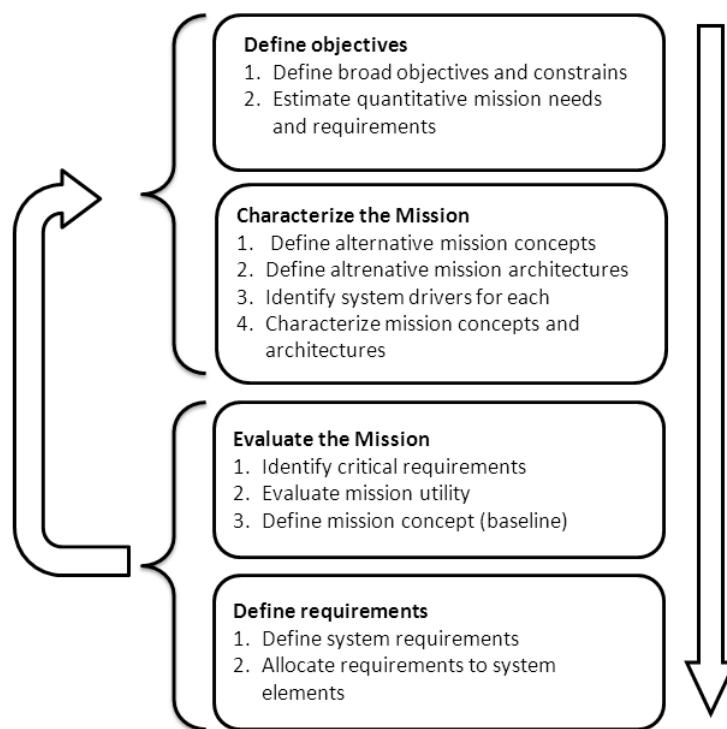 Define objectives
1. Define broad objectives and constrains
2. Estimate quantitative mission needs
and requirements
Characterize the Mission
1. Define alternative mission concepts
2. Define altrenative mission architectures
3. Identify system drivers for each
4. Characterize mission concepts and
architectures
Evaluate the Mission
1. Identify critical requirements
2. Evaluate mission utility
3. Define mission concept (baseline)
Define requirements
1. Define system requirements
2. Allocate requirements to system
elements